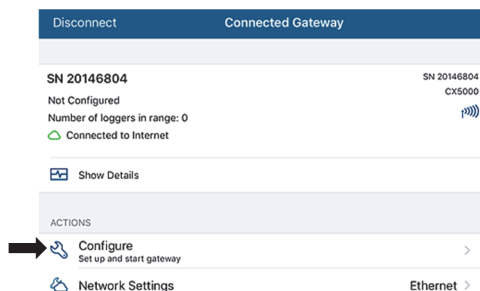 Disconnect Connected Gateway
SN 20146804 SN 20146804
Not Configured CX5000
Number of loggers in range: 0
Connected to Internet
Show Details
ACTIONS
Configure
Set up and start gateway
Network Settings Ethernet